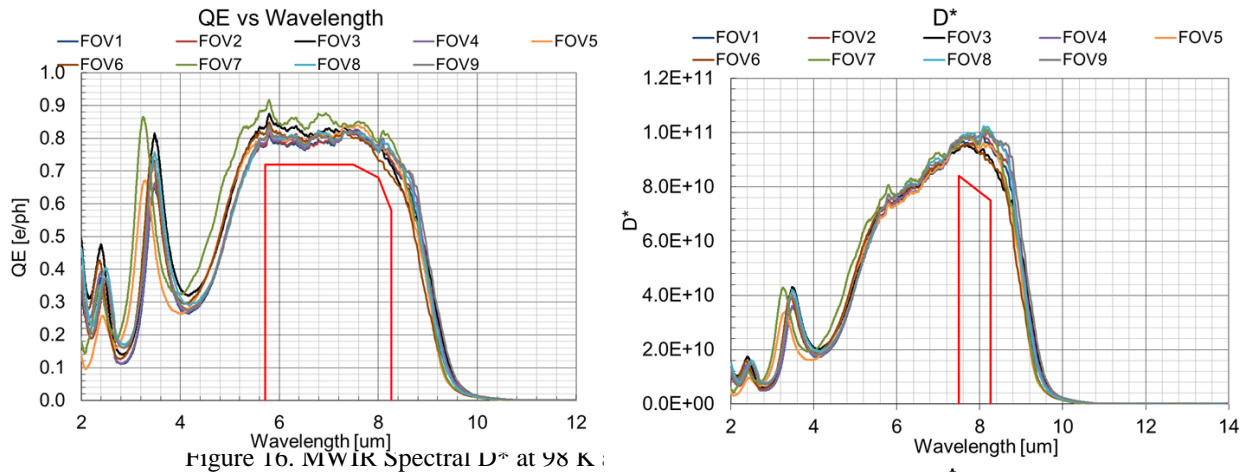 QE vs Wavelength
FOV1 FOV2 FOV3 FOV4 FOV5
FOV6 FOV7 FOV8 FOV9
1.0
0.9
0.8
0.7
0.6
0.5
0.4
0.3
0.2
0.1
0.0
QE [e/ph]
2 4 6 8 10 12
Wavelength [um]
D*
FOV1 FOV2 FOV3 FOV4 FOV5
FOV6 FOV7 FOV8 FOV9
1.2E+11
1.0E+11
8.0E+10
6.0E+10
4.0E+10
2.0E+10
0.0E+00
D*
2 4 6 8 10 12 14
Wavelength [um]
Figure 16. MWIR Spectral D* at 98 K